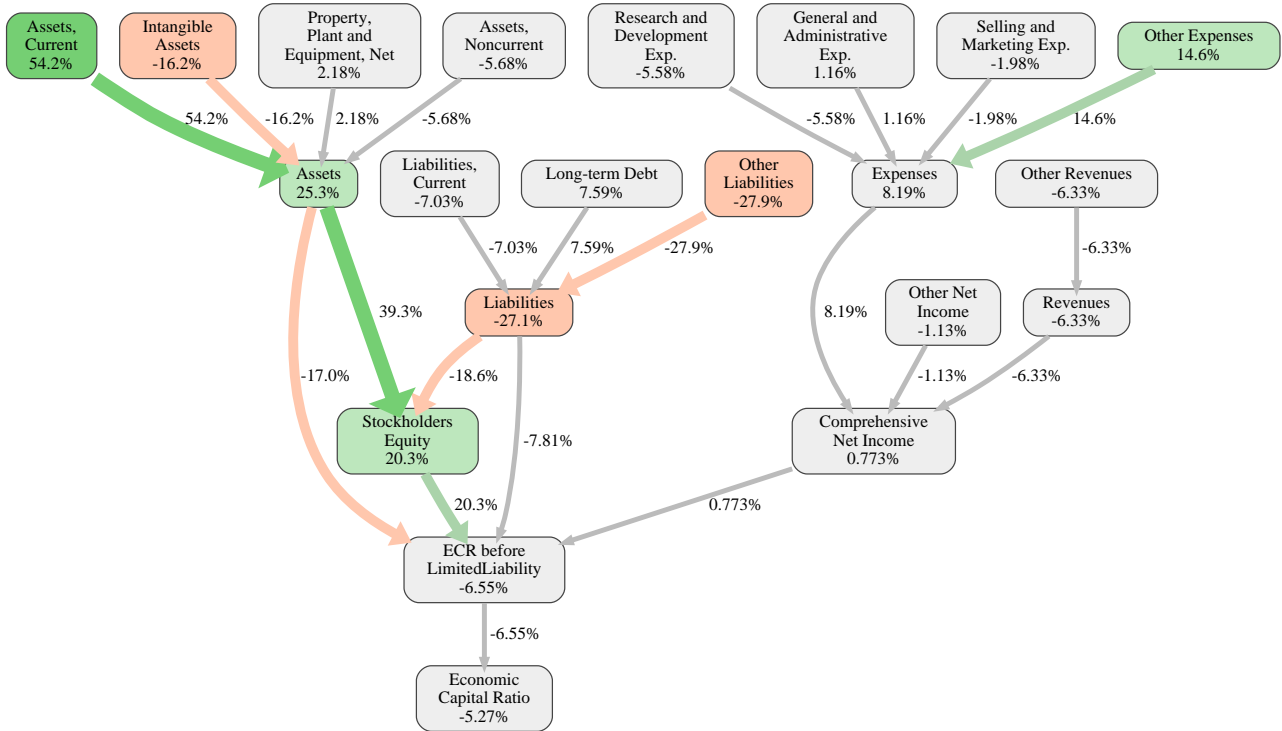 Assets,
Current
54.2%
Intangible
Assets
-16.2%
Property,
Plant and
Equipment, Net
2.18%
Assets,
Noncurrent
-5.68%
Research and
Development
Exp.
-5.58%
General and
Administrative
Exp.
1.16%
Selling and
Marketing Exp.
-1.98%
Other Expenses
14.6%
54.2%
-16.2%
2.18%
-5.68%
-5.58%
1.16%
-1.98%
14.6%
Assets
25.3%
Liabilities,
Current
-7.03%
Long-term Debt
7.59%
Other
Liabilities
-27.9%
Expenses
8.19%
Other Revenues
-6.33%
-7.03%
7.59%
-27.9%
-6.33%
39.3%
Liabilities
-27.1%
8.19%
Other Net
Income
-1.13%
Revenues
-6.33%
-17.0%
-18.6%
-1.13%
-6.33%
Stockholders
Equity
20.3%
-7.81%
Comprehensive
Net Income
0.773%
20.3%
0.773%
ECR before
LimitedLiability
-6.55%
-6.55%
Economic
Capital Ratio
-5.27%